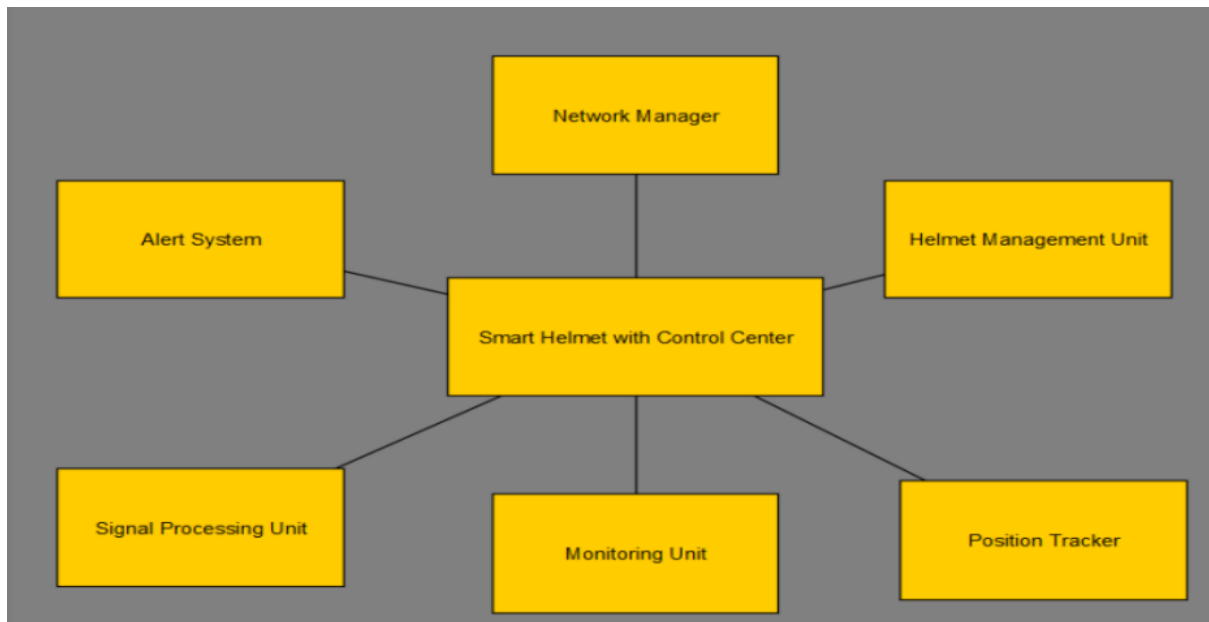 Network Manager
Alert System
Helmet Management Unit
Smart Helmet with Control Center
Signal Processing Unit
Monitoring Unit
Position Tracker